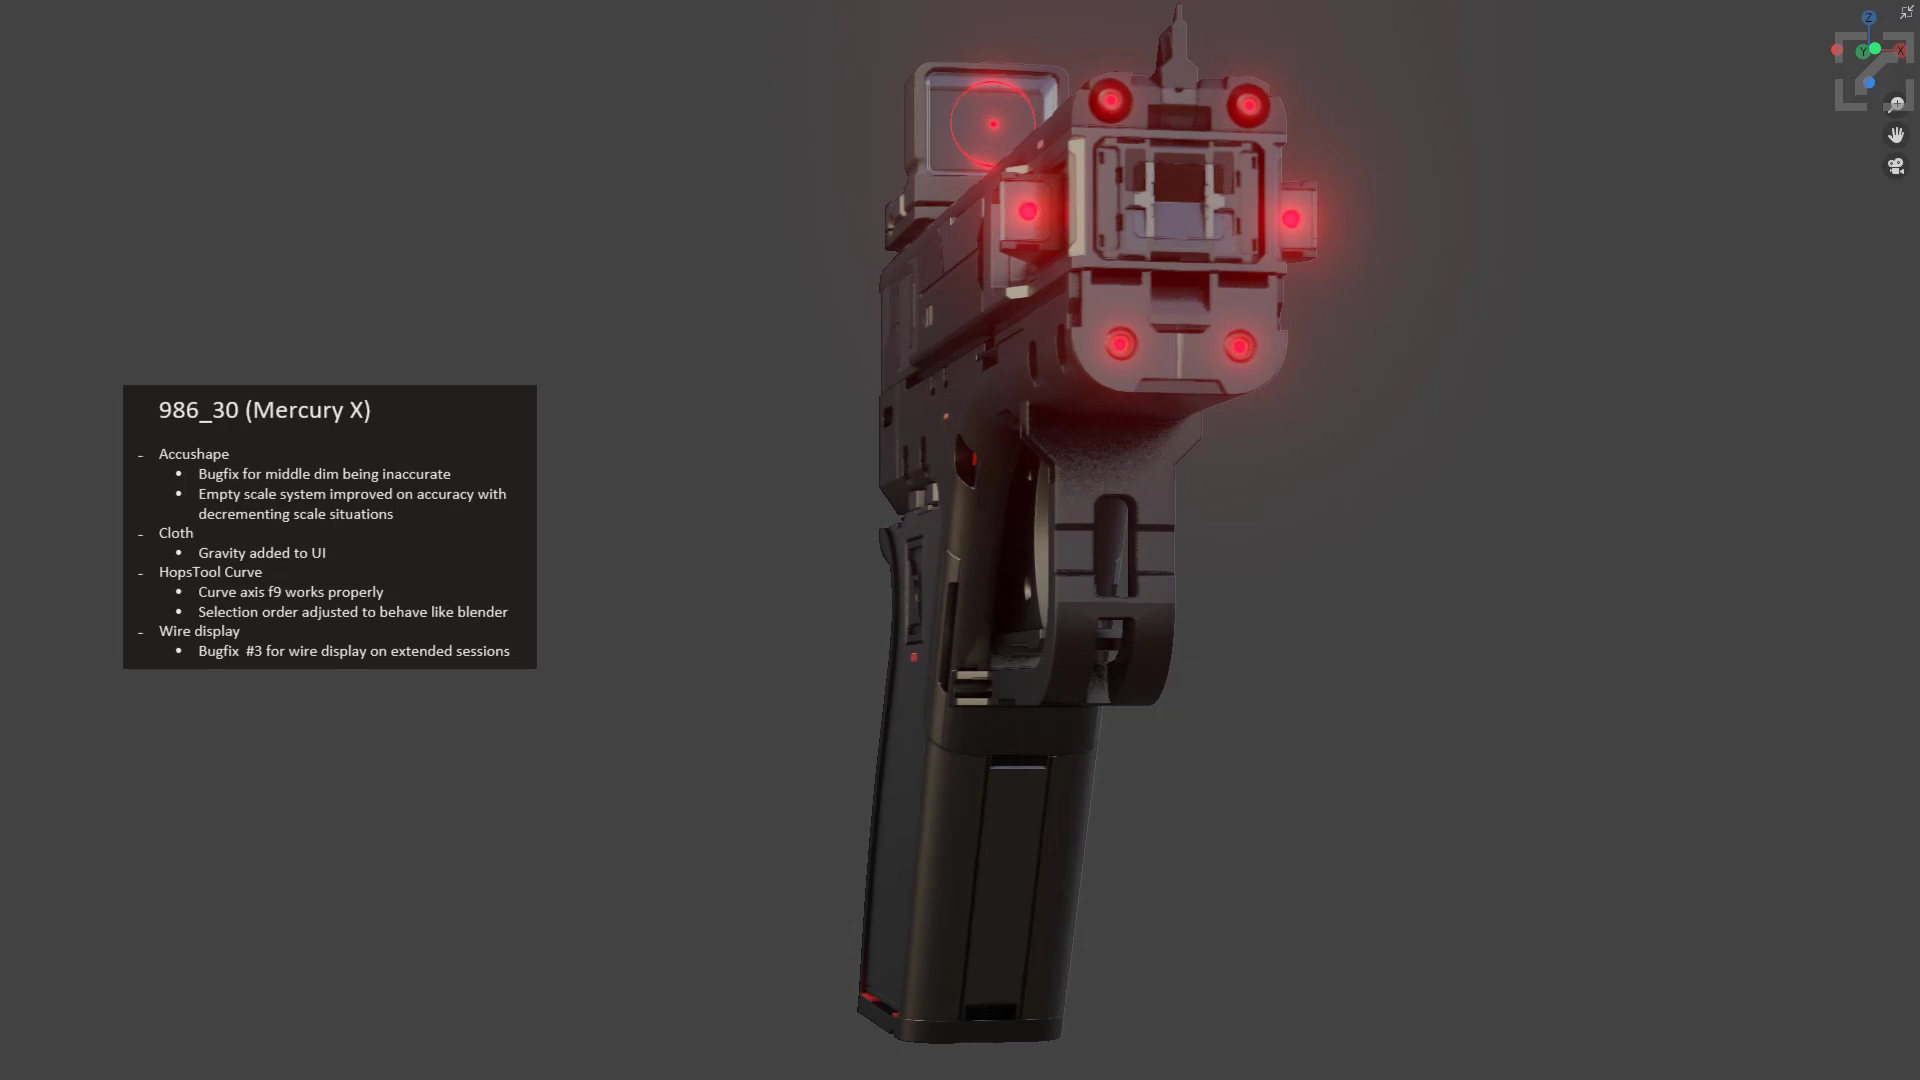 986_30 (Mercury X)
- Accushape
• Bugfix for middle dim being inaccurate
• Empty scale system improved on accuracy with
decrementing scale situations
- Cloth
• Gravity added to UI
- HopsTool Curve
• Curve axis f9 works properly
• Selection order adjusted to behave like blender
- Wire display
• Bugfix  #3 for wire display on extended sessions
Z
Y
X